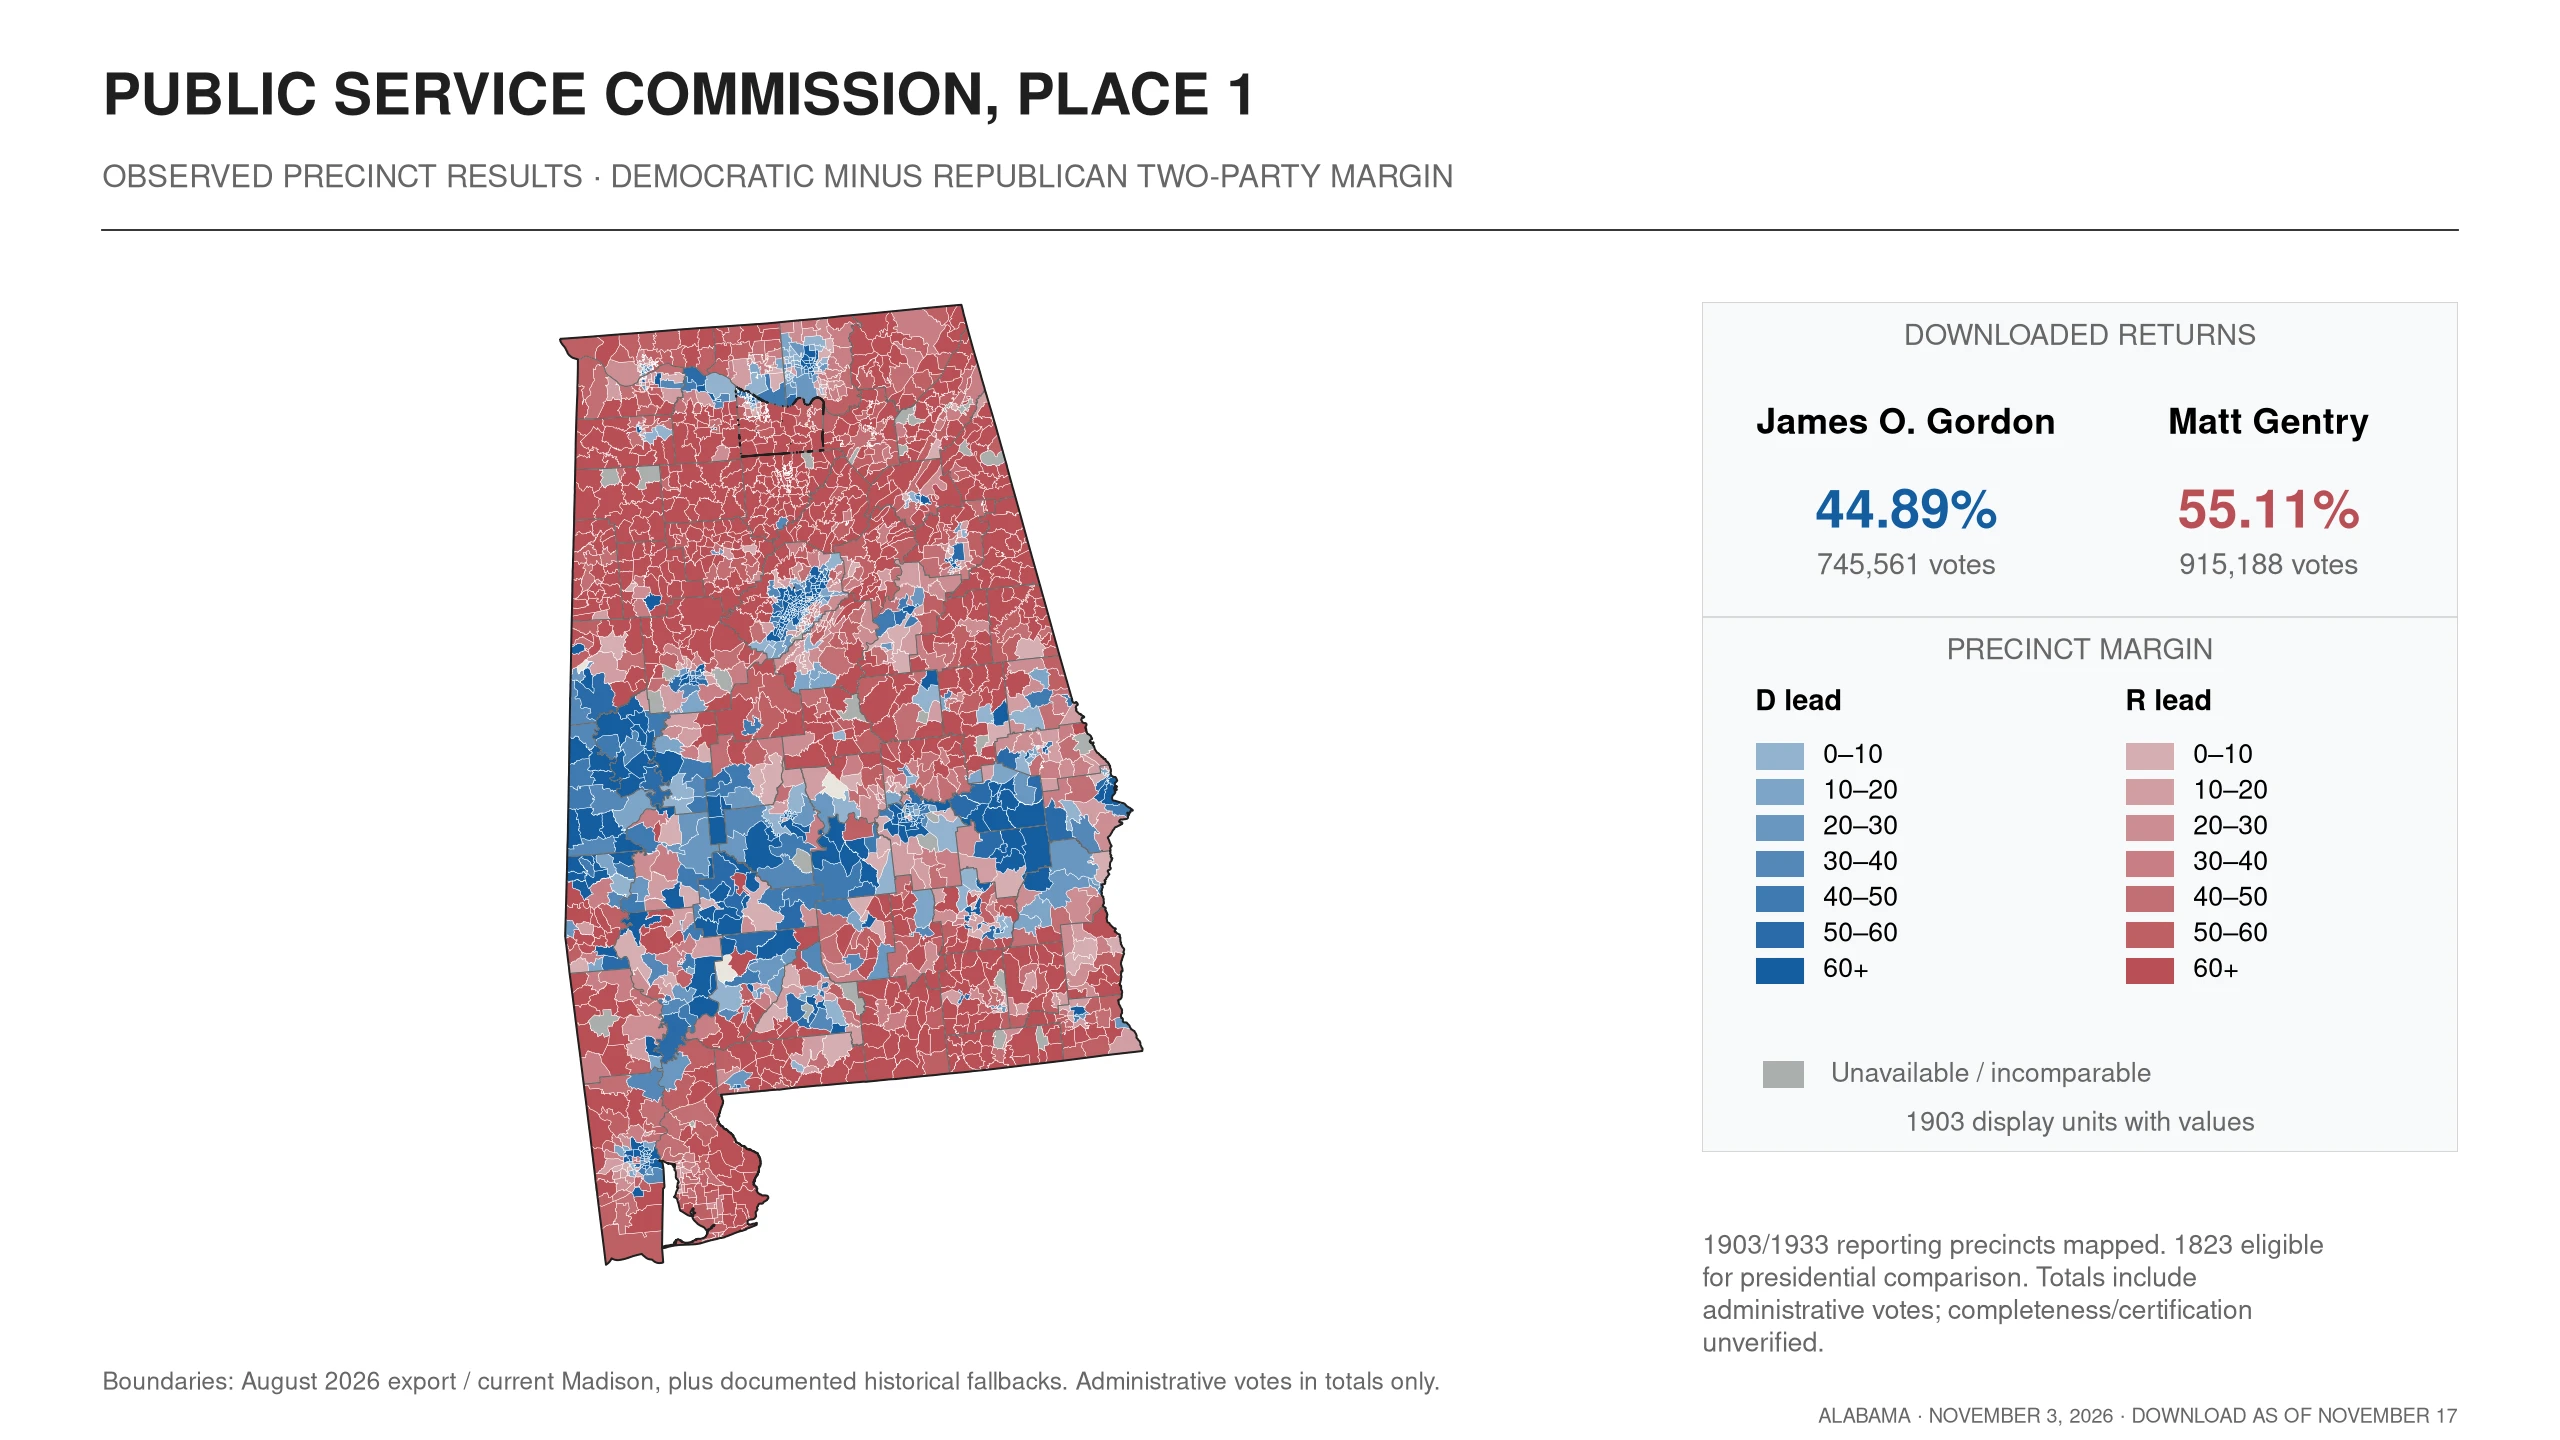 PUBLIC SERVICE COMMISSION, PLACE 1
OBSERVED PRECINCT RESULTS · DEMOCRATIC MINUS REPUBLICAN TWO-PARTY MARGIN
DOWNLOADED RETURNS
James O. Gordon Matt Gentry
44.89% 55.11%
745,561 votes 915,188 votes
PRECINCT MARGIN
D lead R lead
0–10 0–10
10–20 10–20
20–30 20–30
30–40 30–40
40–50 40–50
50–60 50–60
60+ 60+
Unavailable / incomparable
1903 display units with values
1903/1933 reporting precincts mapped. 1823 eligible
for presidential comparison. Totals include
administrative votes; completeness/certification
unverified.
Boundaries: August 2026 export / current Madison, plus documented historical fallbacks. Administrative votes in totals only.
ALABAMA · NOVEMBER 3, 2026 · DOWNLOAD AS OF NOVEMBER 17